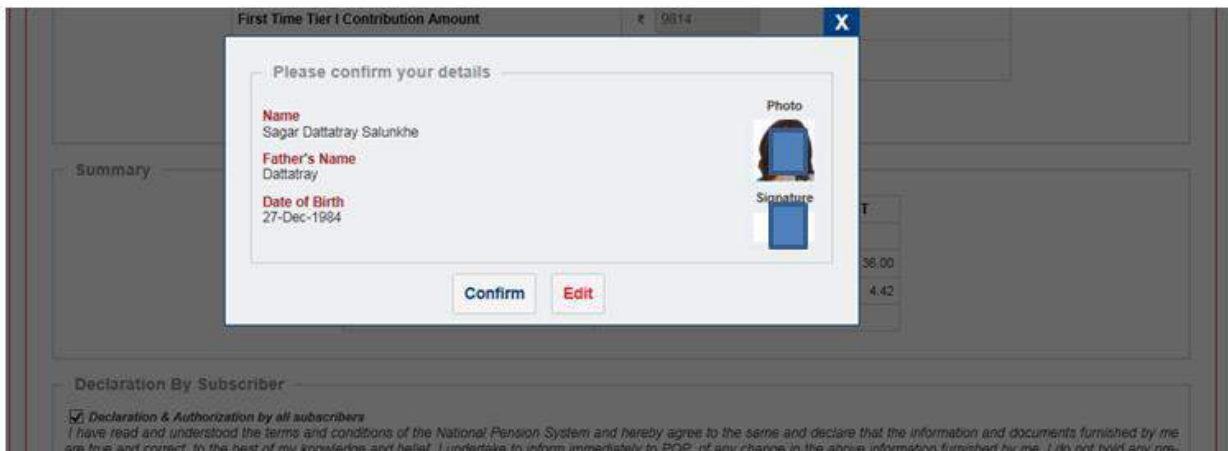 First Time Tier I Contribution Amount ₹ 9814
X
Please confirm your details
Name
Sagar Dattatray Salunkhe
Father's Name
Dattatray
Date of Birth
27-Dec-1984
Photo
Signature
Confirm Edit
Summary
T
36.00
4.42
Declaration By Subscriber
Declaration & Authorization by all subscribers
I have read and understood the terms and conditions of the National Pension System and hereby agree to the same and declare that the information and documents furnished by me
are true and correct, to the best of my knowledge and belief. I undertake to inform immediately to POP, of any change in the above information furnished by me. I do not hold any pre-